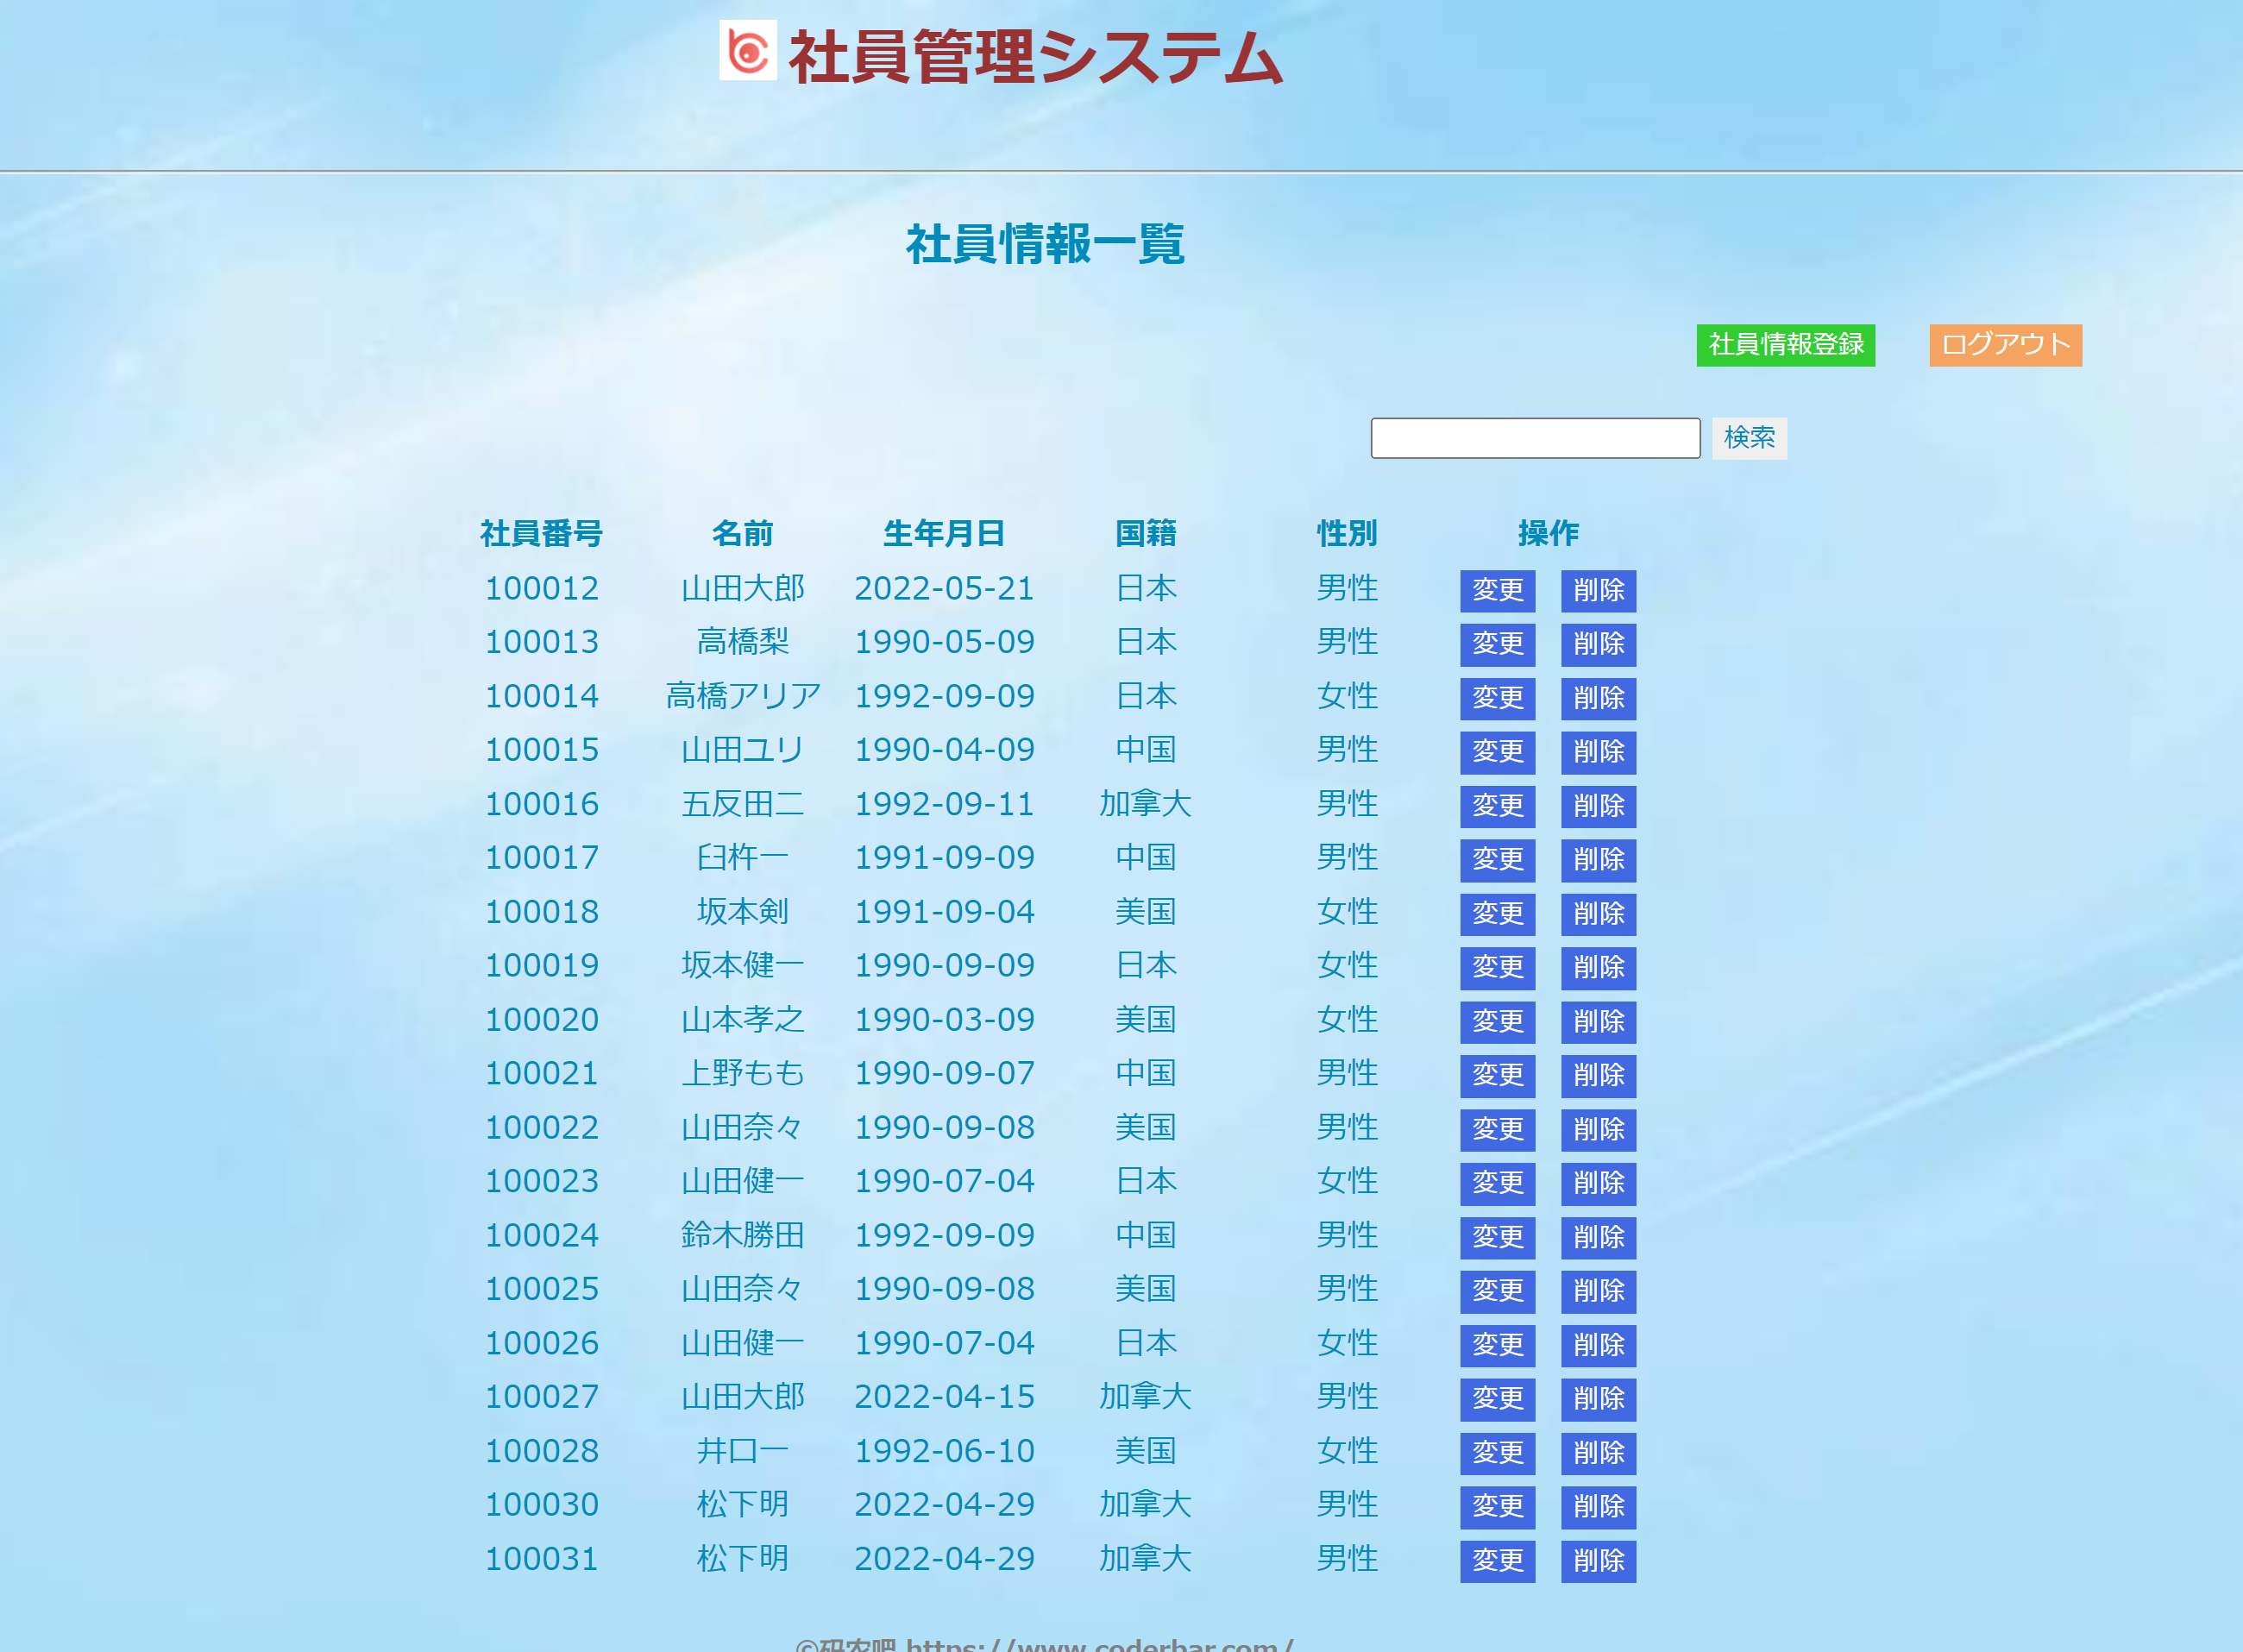 社員管理システム
社員情報一覧
社員情報登録 ログアウト
検索
社員番号 名前 生年月日 国籍 性別 操作
100012 山田大郎 2022-05-21 日本 男性 変更 削除
100013 高橋梨 1990-05-09 日本 男性 変更 削除
100014 高橋アリア 1992-09-09 日本 女性 変更 削除
100015 山田ユリ 1990-04-09 中国 男性 変更 削除
100016 五反田二 1992-09-11 加拿大 男性 変更 削除
100017 臼杵一 1991-09-09 中国 男性 変更 削除
100018 坂本剣 1991-09-04 美国 女性 変更 削除
100019 坂本健一 1990-09-09 日本 女性 変更 削除
100020 山本孝之 1990-03-09 美国 女性 変更 削除
100021 上野もも 1990-09-07 中国 男性 変更 削除
100022 山田奈々 1990-09-08 美国 男性 変更 削除
100023 山田健一 1990-07-04 日本 女性 変更 削除
100024 鈴木勝田 1992-09-09 中国 男性 変更 削除
100025 山田奈々 1990-09-08 美国 男性 変更 削除
100026 山田健一 1990-07-04 日本 女性 変更 削除
100027 山田大郎 2022-04-15 加拿大 男性 変更 削除
100028 井口一 1992-06-10 美国 女性 変更 削除
100030 松下明 2022-04-29 加拿大 男性 変更 削除
100031 松下明 2022-04-29 加拿大 男性 変更 削除
©码农吧 https://www.coderbar.com/